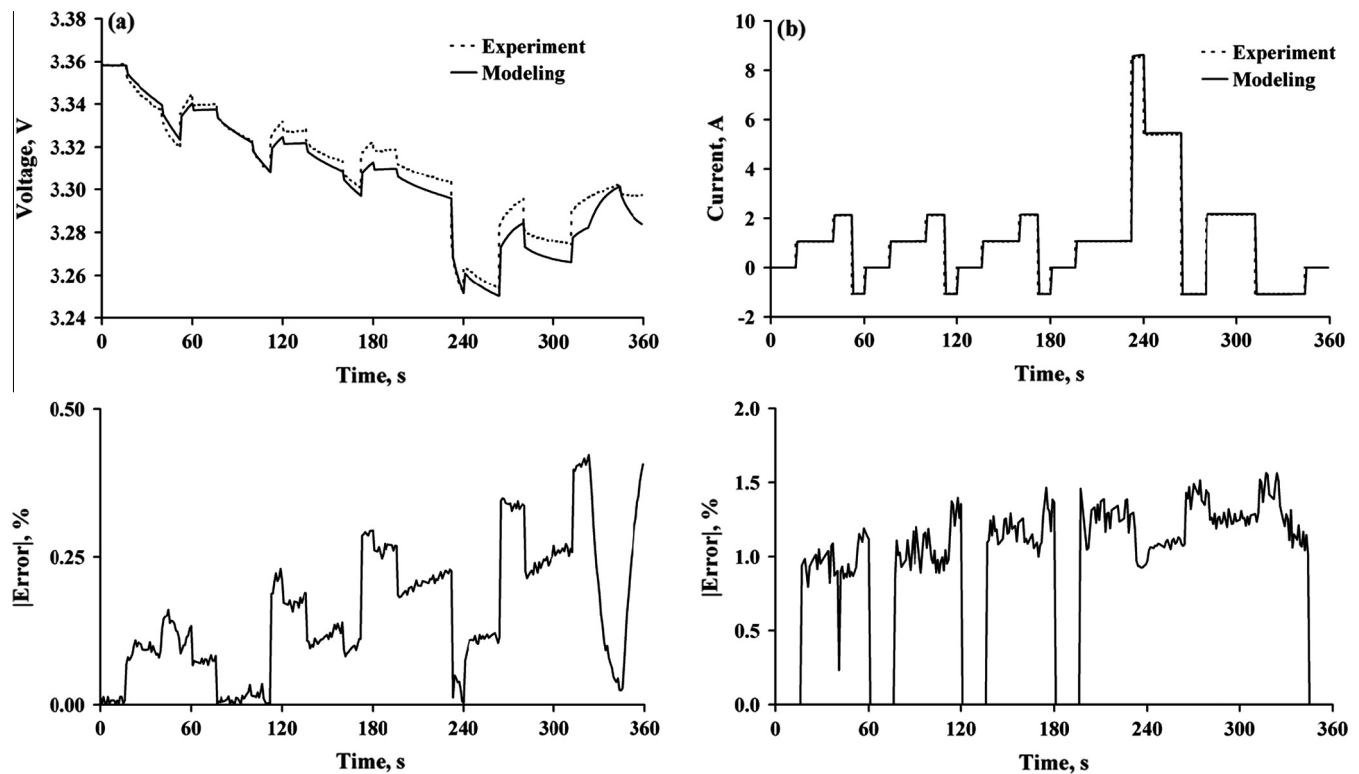 (a)
3.38
3.36
3.34
3.32
3.30
3.28
3.26
3.24
Voltage, V
Experiment
Modeling
0 60 120 180 240 300 360
Time, s
(b)
10
8
6
4
2
0
-2
Current, A
Experiment
Modeling
0 60 120 180 240 300 360
Time, s
0.50
0.25
0.00
|Error|, %
0 60 120 180 240 300 360
Time, s
2.0
1.5
1.0
0.5
0.0
|Error|, %
0 60 120 180 240 300 360
Time, s